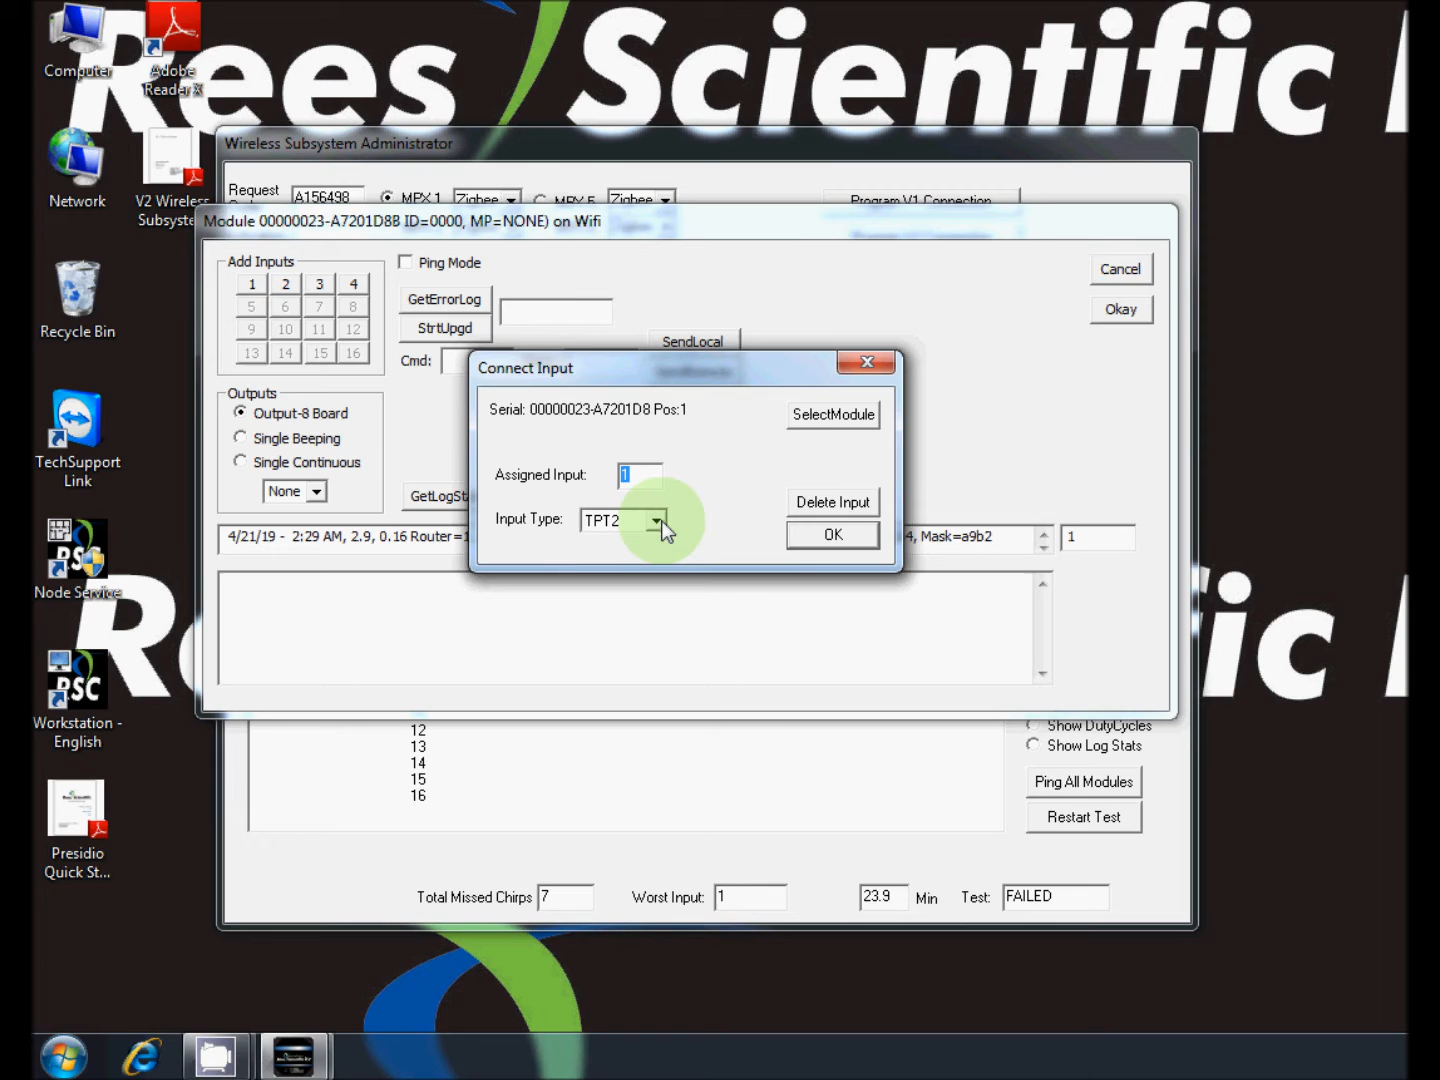 Rees Scientific
Computer
Adobe
Reader X
Network
V2 Wireless
Subsyste
Recycle Bin
TechSupport
Link
PSC
Node Service
PSC
Workstation -
English
Presidio
Quick St...
Wireless Subsystem Administrator
Request
A156498
MPX 1
Zigbee
MPX 5
Zigbee
Program V1 Connection
Module 00000023-A7201D8B ID=0000, MP=NONE) on Wifi
Add Inputs
1 2 3 4
5 6 7 8
9 10 11 12
13 14 15 16
Ping Mode
GetErrorLog
StrtUpgd
Cmd:
SendLocal
Cancel
Okay
Outputs
Output-8 Board
Single Beeping
Single Continuous
None
GetLogSt
4/21/19 - 2:29 AM, 2.9, 0.16 Router=
4, Mask=a9b2
1
Connect Input
Serial: 00000023-A7201D8 Pos:1
SelectModule
Assigned Input: 1
Delete Input
Input Type: TPT2
OK
12
13
14
15
16
Show DutyCycles
Show Log Stats
Ping All Modules
Restart Test
Total Missed Chirps 7
Worst Input: 1
23.9 Min
Test: FAILED